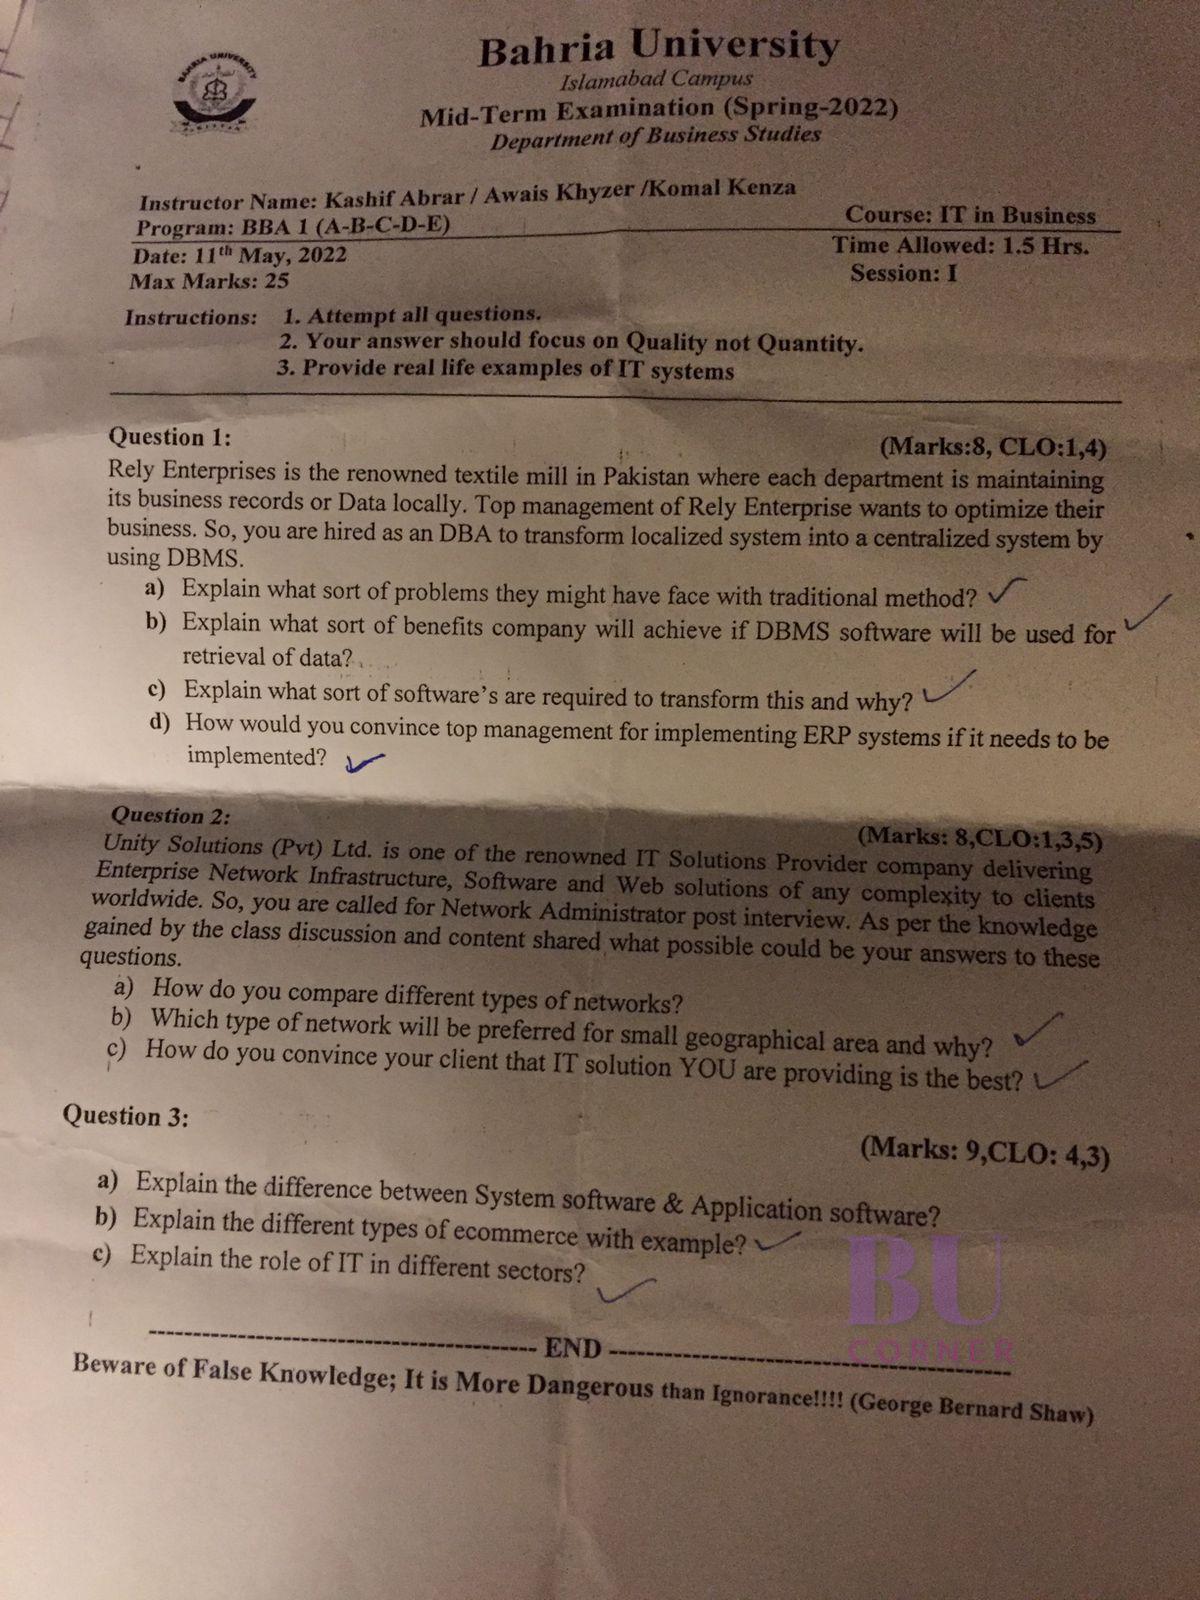 BAHRIA UNIVERSITY
PAKISTAN
Bahria University
Islamabad Campus
Mid-Term Examination (Spring-2022)
Department of Business Studies
Instructor Name: Kashif Abrar / Awais Khyzer /Komal Kenza
Program: BBA 1 (A-B-C-D-E)
Course: IT in Business
Date: 11th May, 2022
Time Allowed: 1.5 Hrs.
Max Marks: 25
Session: I
Instructions: 1. Attempt all questions.
2. Your answer should focus on Quality not Quantity.
3. Provide real life examples of IT systems
Question 1:
(Marks:8, CLO:1,4)
Rely Enterprises is the renowned textile mill in Pakistan where each department is maintaining
its business records or Data locally. Top management of Rely Enterprise wants to optimize their
business. So, you are hired as an DBA to transform localized system into a centralized system by
using DBMS.
a) Explain what sort of problems they might have face with traditional method?
b) Explain what sort of benefits company will achieve if DBMS software will be used for
retrieval of data?
c) Explain what sort of software's are required to transform this and why?
d) How would you convince top management for implementing ERP systems if it needs to be
implemented?
Question 2:
(Marks: 8,CLO:1,3,5)
Unity Solutions (Pvt) Ltd. is one of the renowned IT Solutions Provider company delivering
Enterprise Network Infrastructure, Software and Web solutions of any complexity to clients
worldwide. So, you are called for Network Administrator post interview. As per the knowledge
gained by the class discussion and content shared what possible could be your answers to these
questions.
a) How do you compare different types of networks?
b) Which type of network will be preferred for small geographical area and why?
c) How do you convince your client that IT solution YOU are providing is the best?
Question 3:
(Marks: 9,CLO: 4,3)
a) Explain the difference between System software & Application software?
b) Explain the different types of ecommerce with example?
c) Explain the role of IT in different sectors?
BU
CORNER
END
Beware of False Knowledge; It is More Dangerous than Ignorance!!!! (George Bernard Shaw)